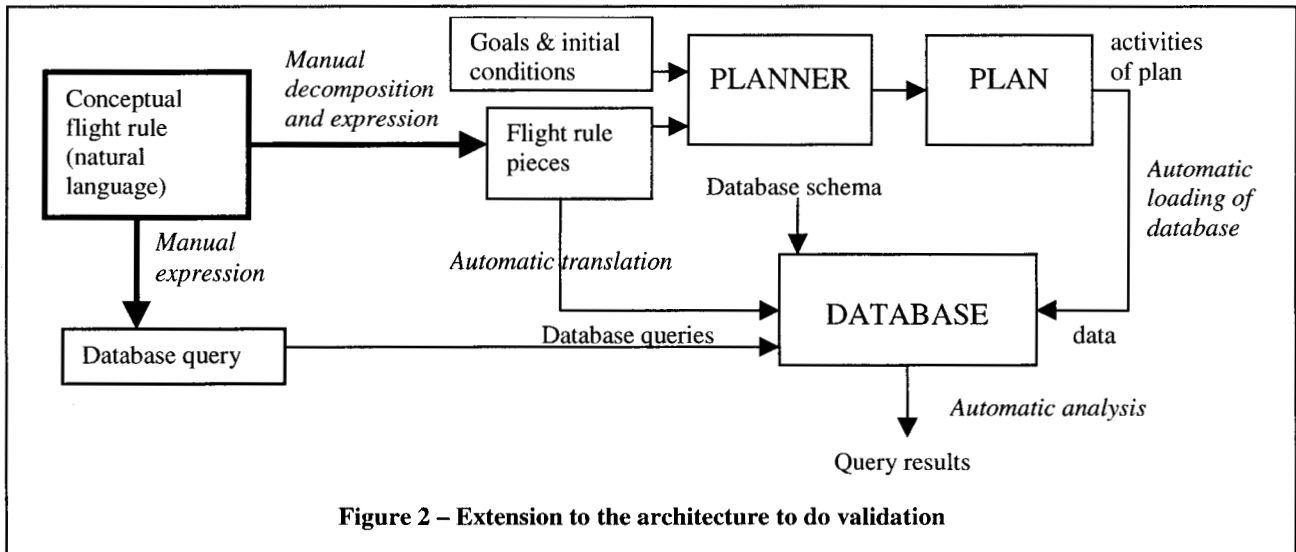 Goals & initial
conditions
PLANNER
PLAN
activities
of plan
Manual
decomposition
and expression
Conceptual
flight rule
(natural
language)
Flight rule
pieces
Database schema
Automatic
loading of
database
Manual
expression
Automatic translation
DATABASE
data
Database query
Database queries
Automatic analysis
Query results
Figure 2 – Extension to the architecture to do validation